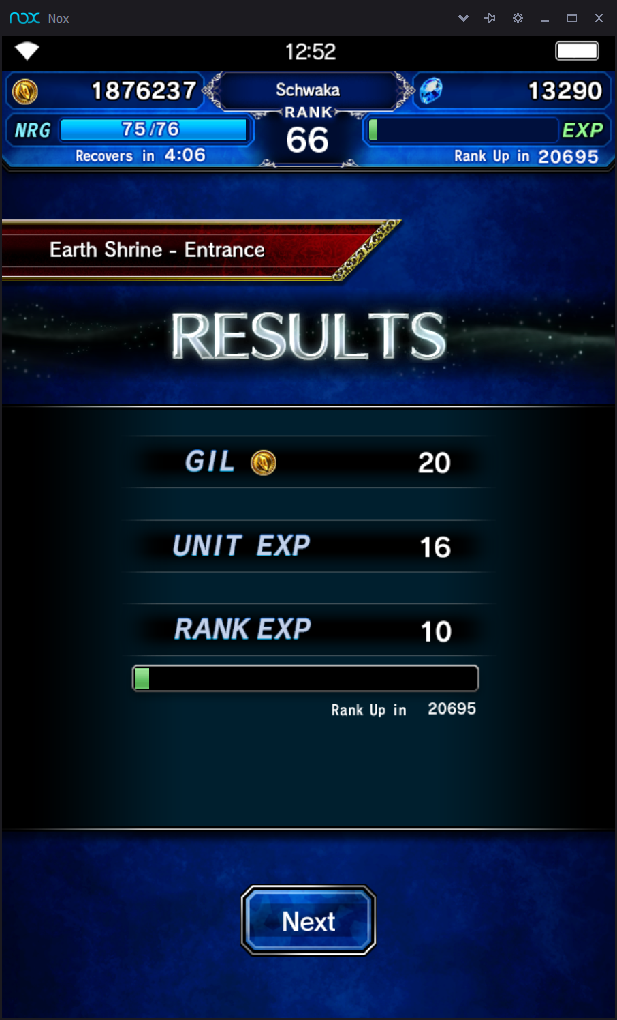 nox Nox
12:52
1876237 Schwaka 13290
RANK
NRG 75/76 66 EXP
Recovers in 4:06 Rank Up in 20695
Earth Shrine - Entrance
RESULTS
GIL 20
UNIT EXP 16
RANK EXP 10
Rank Up in 20695
Next